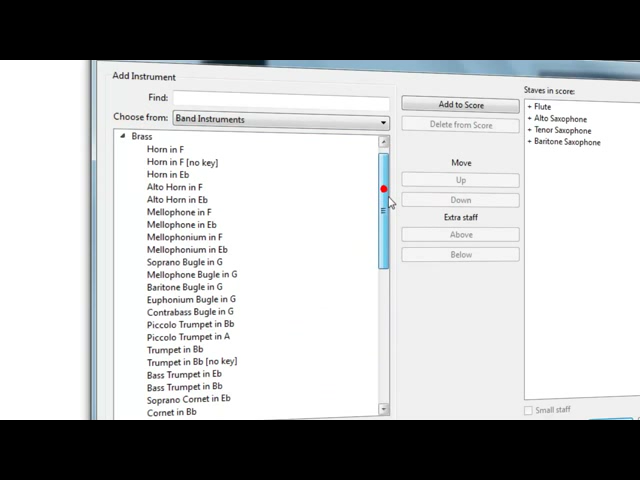 Add Instrument
Find:
Choose from: Band Instruments
Brass
Horn in F
Horn in F [no key]
Horn in Eb
Alto Horn in F
Alto Horn in Eb
Mellophone in F
Mellophone in Eb
Mellophonium in F
Mellophonium in Eb
Soprano Bugle in G
Mellophone Bugle in G
Baritone Bugle in G
Euphonium Bugle in G
Contrabass Bugle in G
Piccolo Trumpet in Bb
Piccolo Trumpet in A
Trumpet in Bb
Trumpet in Bb [no key]
Bass Trumpet in Eb
Bass Trumpet in Bb
Soprano Cornet in Eb
Cornet in Bb
Add to Score
Delete from Score
Move
Up
Down
Extra staff
Above
Below
Staves in score:
+ Flute
+ Alto Saxophone
+ Tenor Saxophone
+ Baritone Saxophone
Small staff